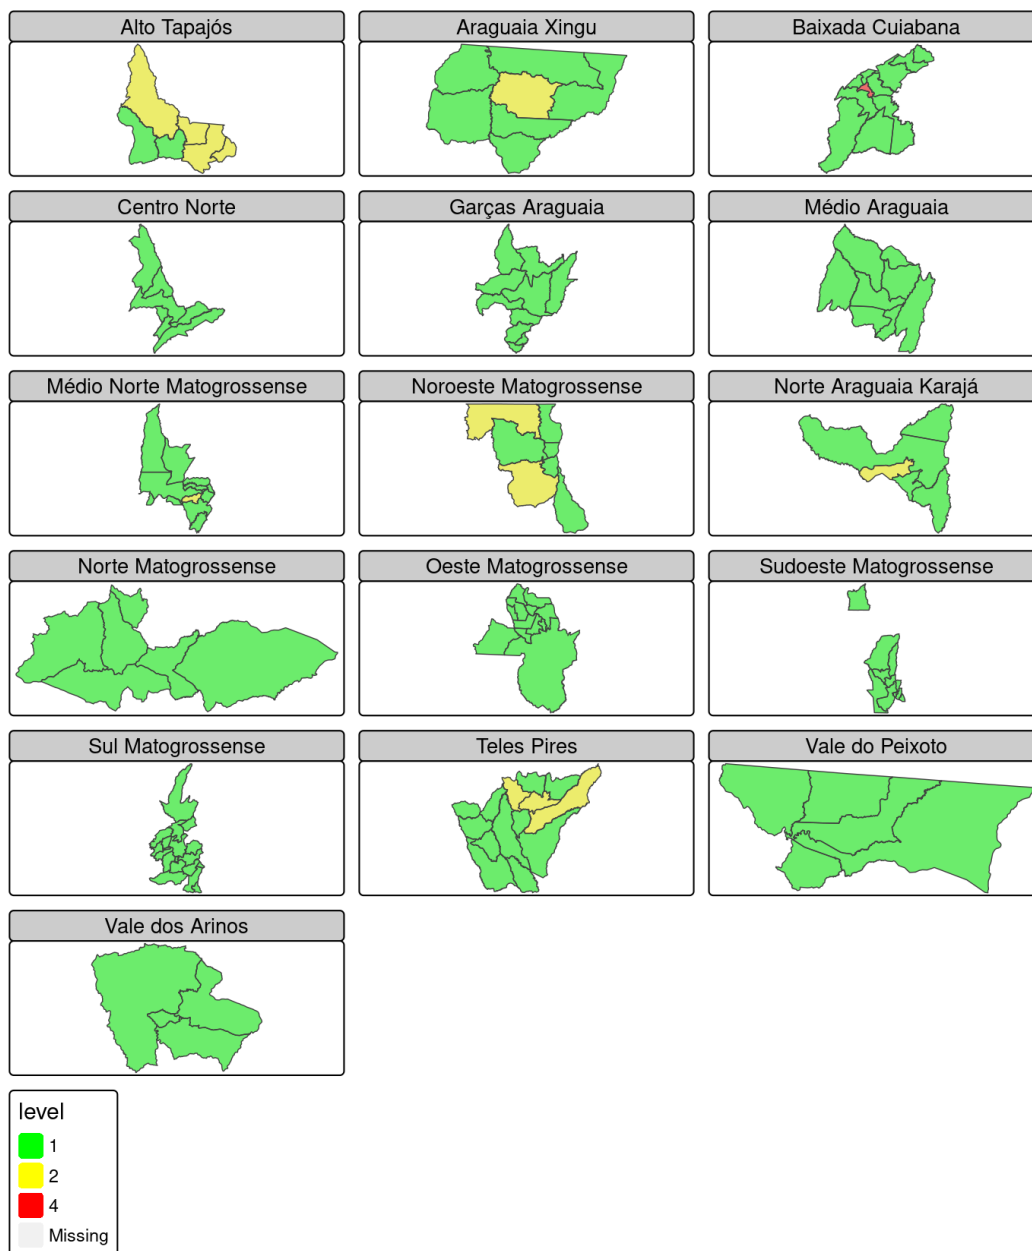 Alto Tapajós
Araguaia Xingu
Baixada Cuiabana
Centro Norte
Garças Araguaia
Médio Araguaia
Médio Norte Matogrossense
Noroeste Matogrossense
Norte Araguaia Karajá
Norte Matogrossense
Oeste Matogrossense
Sudoeste Matogrossense
Sul Matogrossense
Teles Pires
Vale do Peixoto
Vale dos Arinos
level
1
2
4
Missing